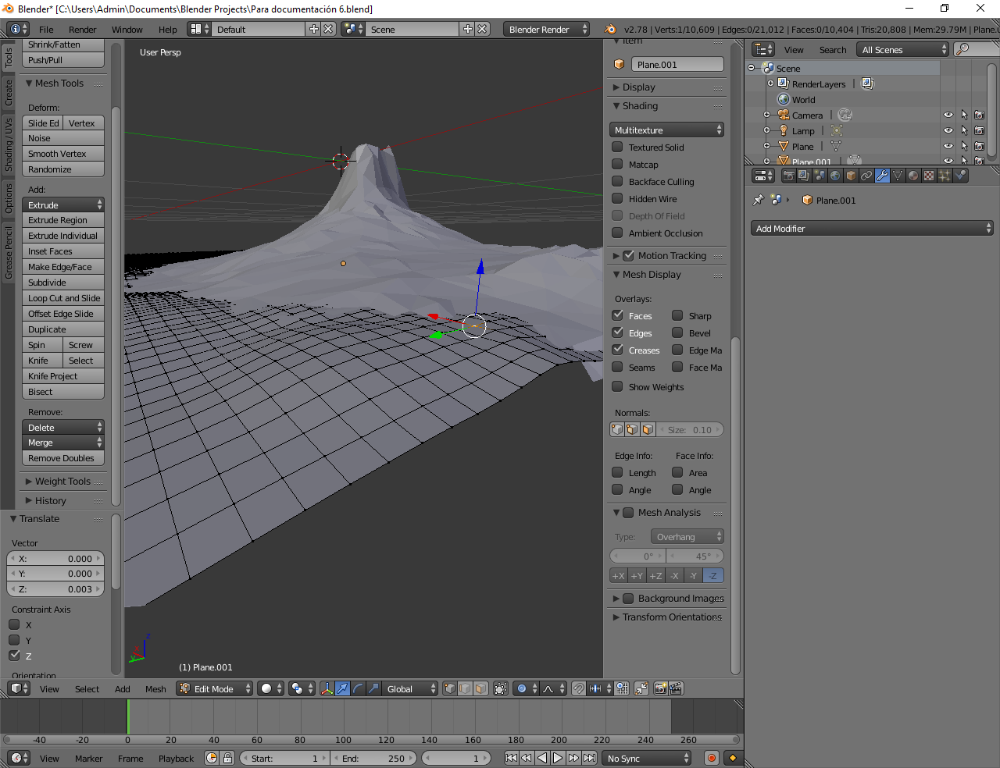 Blender* [C:\Users\Admin\Documents\Blender Projects\Para documentación 6.blend]
File Render Window Help Default Scene Blender Render v2.78 | Verts:1/10,609 | Edges:0/21,012 | Faces:0/10,404 | Tris:20,808 | Mem:29.79M | Plane.
Tools
Create
Shading / UVs
Options
Grease Pencil
Shrink/Fatten
Push/Pull
Mesh Tools
Deform:
Slide Ed Vertex
Noise
Smooth Vertex
Randomize
Add:
Extrude
Extrude Region
Extrude Individual
Inset Faces
Make Edge/Face
Subdivide
Loop Cut and Slide
Offset Edge Slide
Duplicate
Spin Screw
Knife Select
Knife Project
Bisect
Remove:
Delete
Merge
Remove Doubles
Weight Tools
History
Translate
Vector
X: 0.000
Y: 0.000
Z: 0.003
Constraint Axis
X
Y
Z
Orientation
User Persp
z
x
y
(1) Plane.001
Item
Plane.001
Display
Shading
Multitexture
Textured Solid
Matcap
Backface Culling
Hidden Wire
Depth Of Field
Ambient Occlusion
Motion Tracking
Mesh Display
Overlays:
Faces Sharp
Edges Bevel
Creases Edge Ma
Seams Face Ma
Show Weights
Normals:
Size: 0.10
Edge Info: Face Info:
Length Area
Angle Angle
Mesh Analysis
Type: Overhang
0° 45°
+X +Y +Z -X -Y -Z
Background Images
Transform Orientations
View Search All Scenes
Scene
RenderLayers |
World
Camera |
Lamp |
Plane |
Plane.001
Plane.001
Add Modifier
View Select Add Mesh Edit Mode Global
-40 -20 0 20 40 60 80 100 120 140 160 180 200 220 240 260
View Marker Frame Playback Start: 1 End: 250 1 No Sync